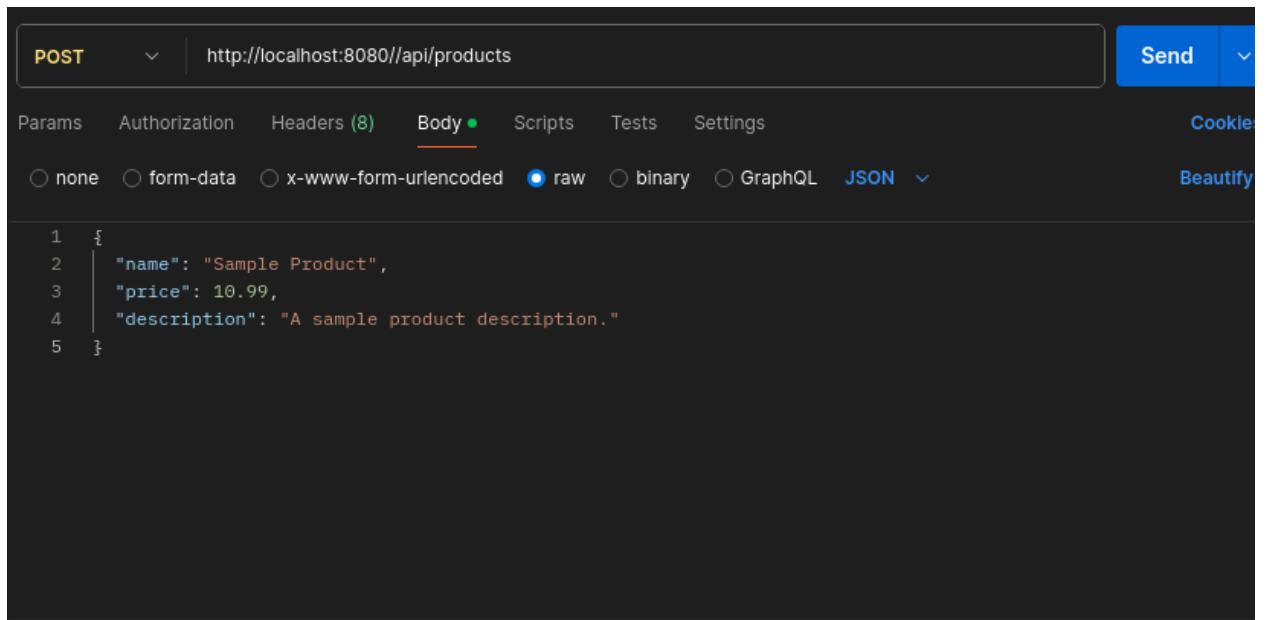 POST http://localhost:8080//api/products Send
Params Authorization Headers (8) Body Scripts Tests Settings Cookies
none form-data x-www-form-urlencoded raw binary GraphQL JSON Beautify
1 {
2 "name": "Sample Product",
3 "price": 10.99,
4 "description": "A sample product description."
5 }